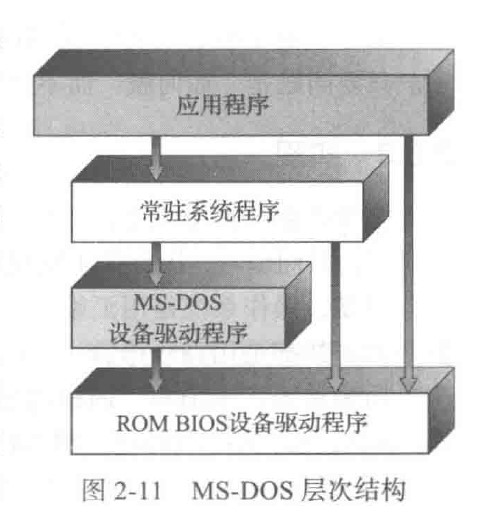 应用程序
常驻系统程序
MS-DOS
设备驱动程序
ROM BIOS设备驱动程序
图 2-11 MS-DOS 层次结构